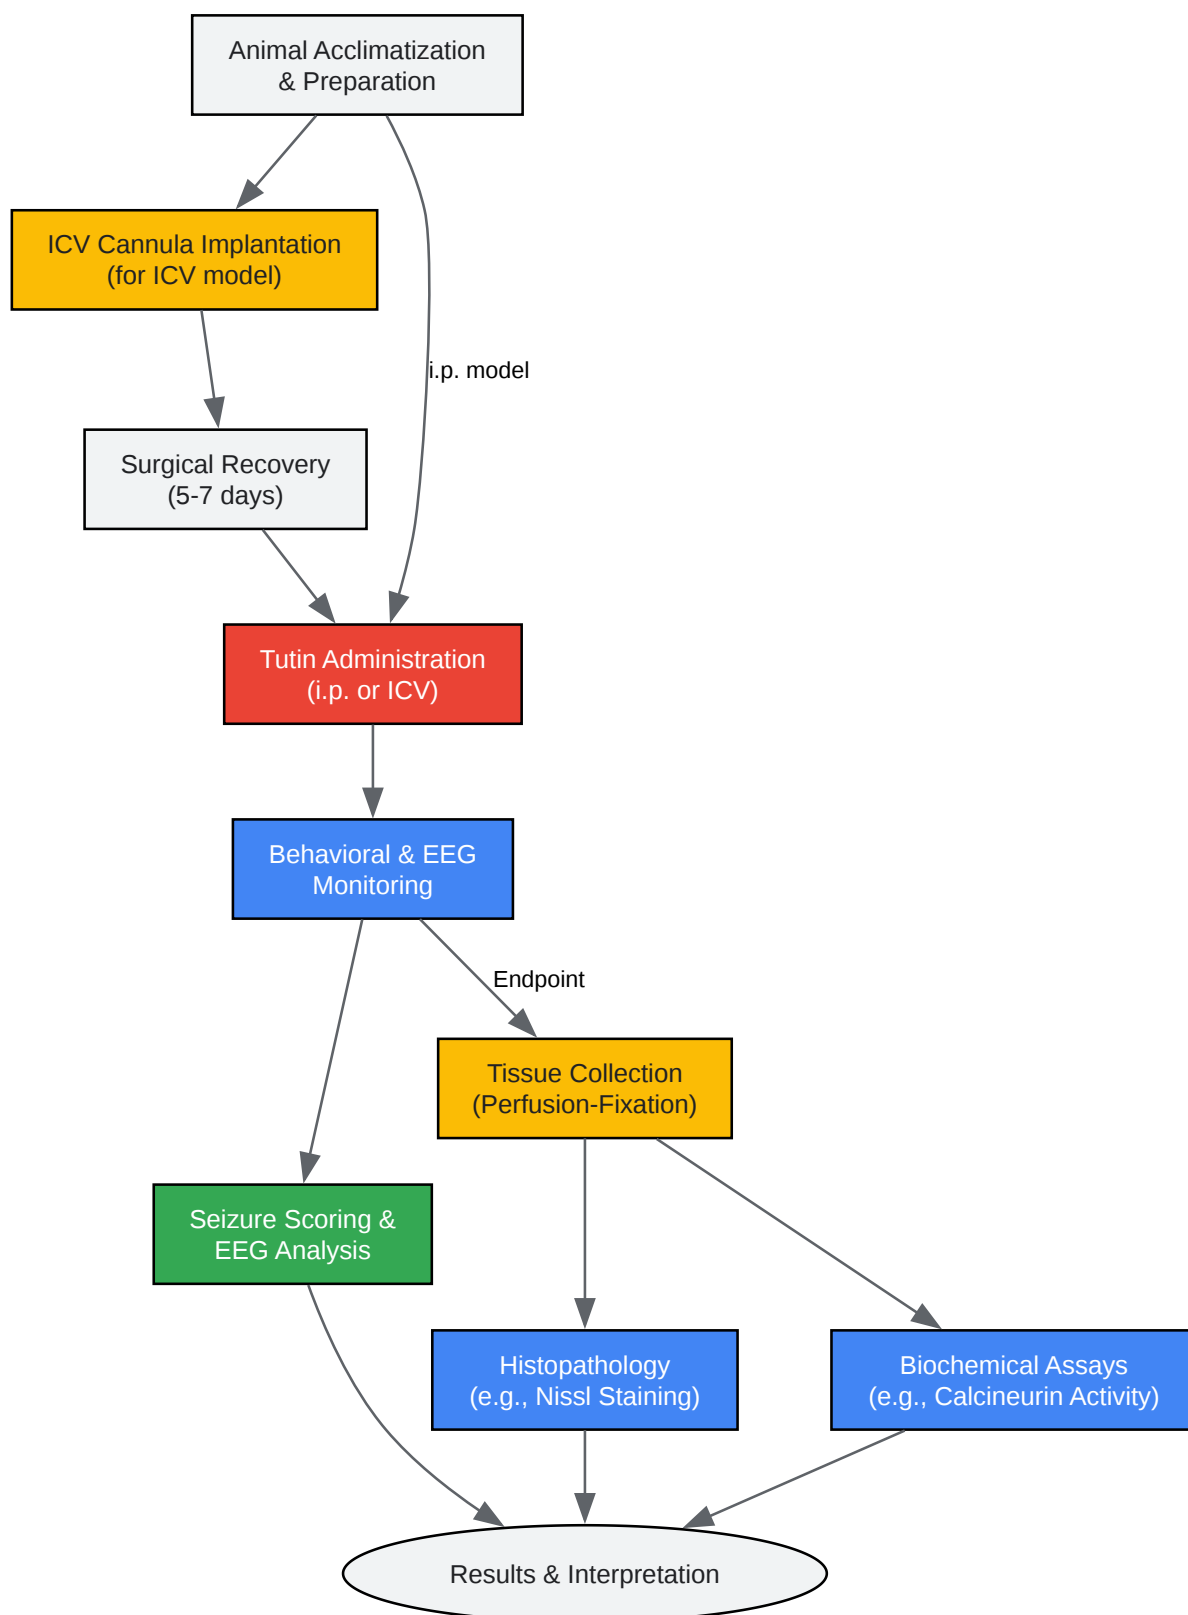 Animal Acclimatization
& Preparation
ICV Cannula Implantation
(for ICV model)
i.p. model
Surgical Recovery
(5-7 days)
Tutin Administration
(i.p. or ICV)
Behavioral & EEG
Monitoring
Endpoint
Tissue Collection
(Perfusion-Fixation)
Seizure Scoring &
EEG Analysis
Histopathology
(e.g., Nissl Staining)
Biochemical Assays
(e.g., Calcineurin Activity)
Results & Interpretation